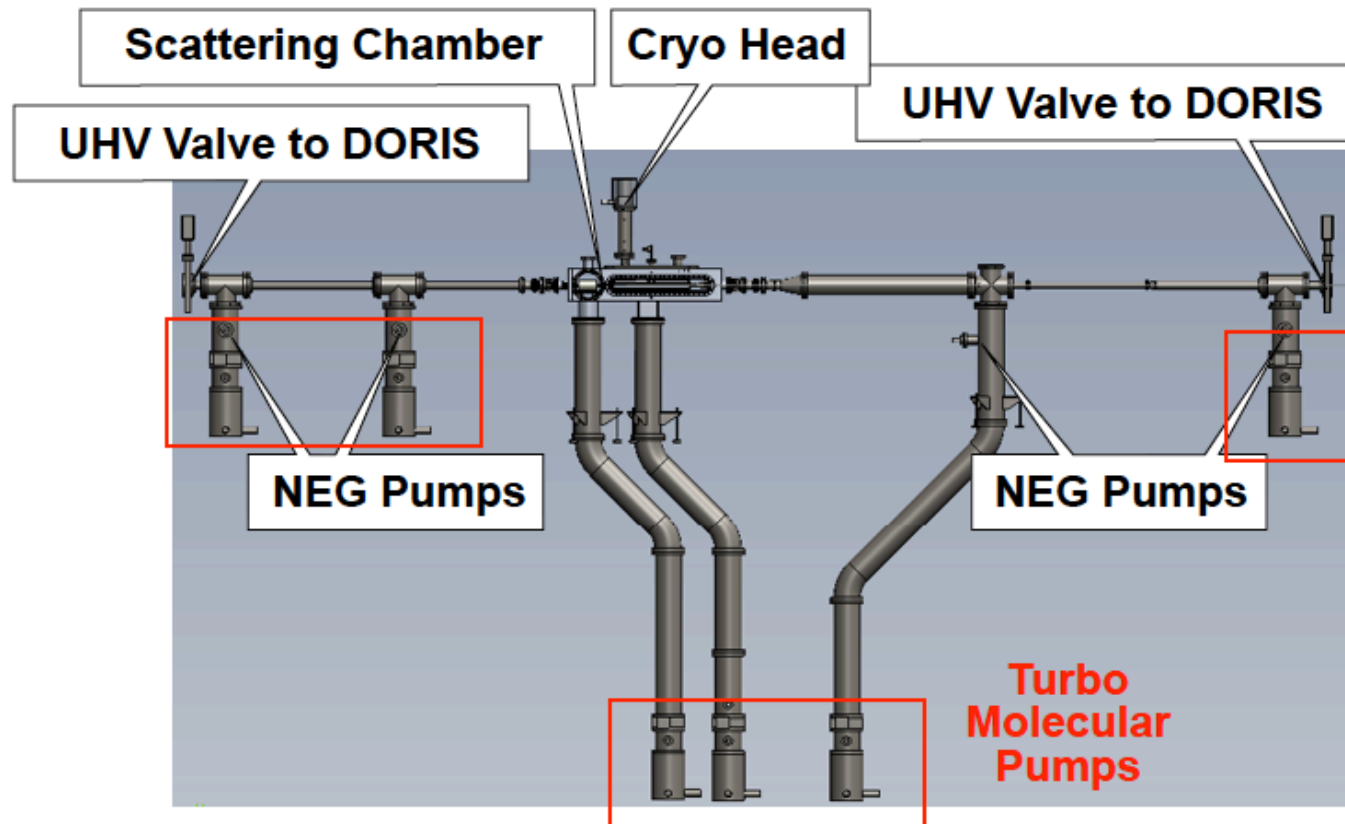 Scattering Chamber
Cryo Head
UHV Valve to DORIS
UHV Valve to DORIS
NEG Pumps
NEG Pumps
Turbo
Molecular
Pumps